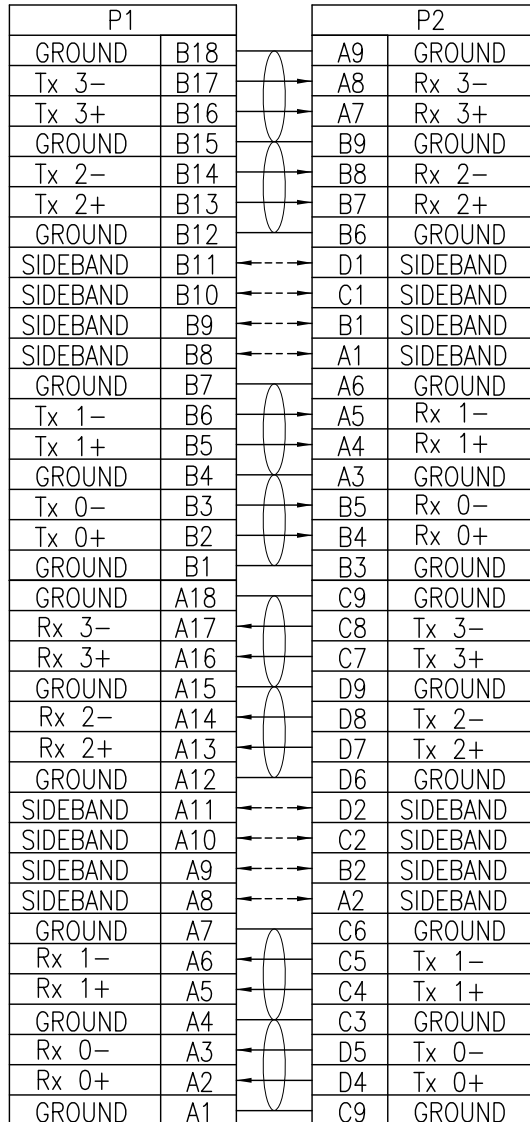 P1 P2
GROUND B18 A9 GROUND
Tx 3- B17 A8 Rx 3-
Tx 3+ B16 A7 Rx 3+
GROUND B15 B9 GROUND
Tx 2- B14 B8 Rx 2-
Tx 2+ B13 B7 Rx 2+
GROUND B12 B6 GROUND
SIDEBAND B11 D1 SIDEBAND
SIDEBAND B10 C1 SIDEBAND
SIDEBAND B9 B1 SIDEBAND
SIDEBAND B8 A1 SIDEBAND
GROUND B7 A6 GROUND
Tx 1- B6 A5 Rx 1-
Tx 1+ B5 A4 Rx 1+
GROUND B4 A3 GROUND
Tx 0- B3 B5 Rx 0-
Tx 0+ B2 B4 Rx 0+
GROUND B1 B3 GROUND
GROUND A18 C9 GROUND
Rx 3- A17 C8 Tx 3-
Rx 3+ A16 C7 Tx 3+
GROUND A15 D9 GROUND
Rx 2- A14 D8 Tx 2-
Rx 2+ A13 D7 Tx 2+
GROUND A12 D6 GROUND
SIDEBAND A11 D2 SIDEBAND
SIDEBAND A10 C2 SIDEBAND
SIDEBAND A9 B2 SIDEBAND
SIDEBAND A8 A2 SIDEBAND
GROUND A7 C6 GROUND
Rx 1- A6 C5 Tx 1-
Rx 1+ A5 C4 Tx 1+
GROUND A4 C3 GROUND
Rx 0- A3 D5 Tx 0-
Rx 0+ A2 D4 Tx 0+
GROUND A1 C9 GROUND